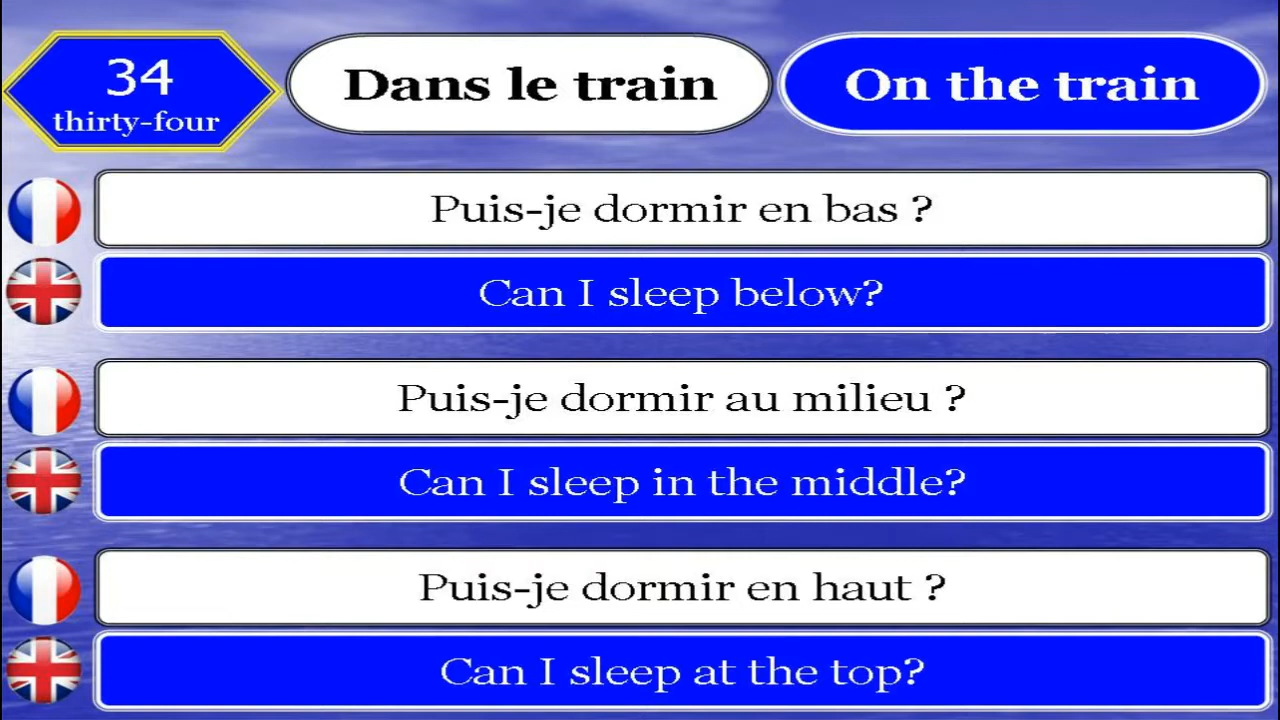 34
thirty-four
Dans le train
On the train
Puis-je dormir en bas ?
Can I sleep below?
Puis-je dormir au milieu ?
Can I sleep in the middle?
Puis-je dormir en haut ?
Can I sleep at the top?